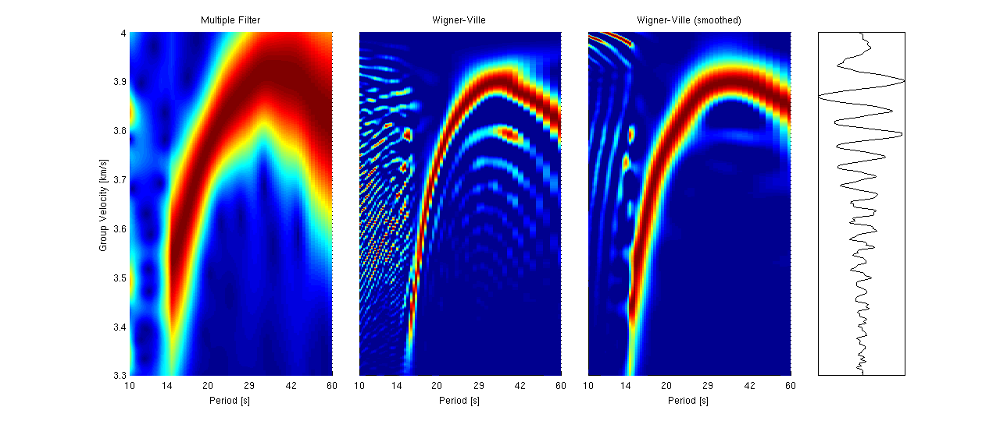 Multiple Filter
Wigner-Ville
Wigner-Ville (smoothed)
Group Velocity [km/s]
4
3.9
3.8
3.7
3.6
3.5
3.4
3.3
10 14 20 29 42 60
10 14 20 29 42 60
10 14 20 29 42 60
Period [s]
Period [s]
Period [s]